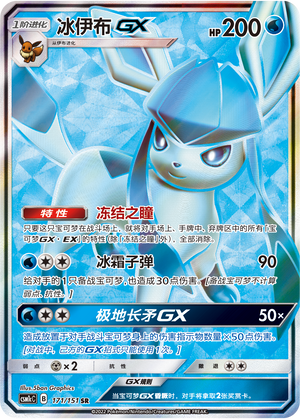 1阶进化
冰伊布GX
HP200
从伊布进化
特性 冻结之瞳
只要这只宝可梦在战斗场上，就将对手场上、手牌中、弃牌区中的所有「宝
可梦GX・EX」的特性（除「冻结之瞳」外），全部消除。
冰霜子弹 90
给对手的1只备战宝可梦，也造成30点伤害。［备战宝可梦不计算
弱点、抗性。］
极地长矛GX 50×
造成放置于对手战斗宝可梦身上的伤害指示物数量×50点伤害。
［对战中，己方的GX招式只能使用1次。］
弱点 ×2 抗性 撤退
GX规则
当宝可梦GX昏厥时，对手将拿取2张奖赏卡。
Illus.5ban Graphics
CSM1cC B 171/151 SR
©2022 Pokémon/Nintendo/Creatures/GAME FREAK.